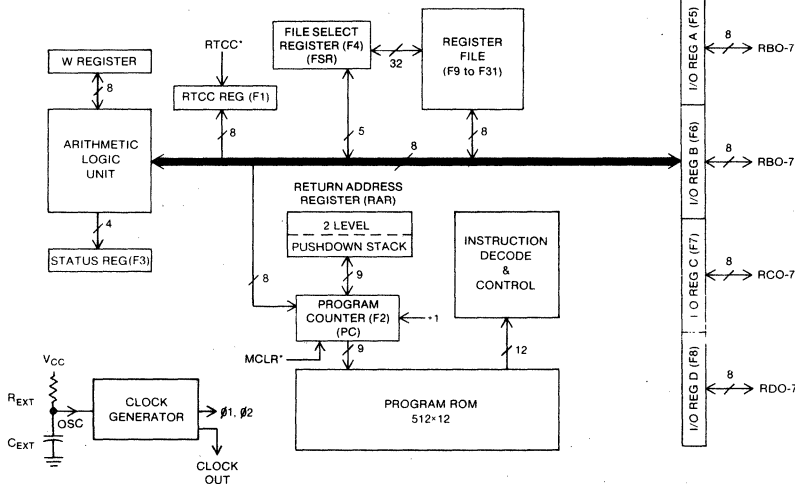 FILE SELECT
REGISTER (F4)
(FSR)
32
REGISTER
FILE
(F9 to F31)
I/O REG A (F5)
8
RBO-7
RTCC*
W REGISTER
8
RTCC REG (F1)
8
5
8
ARITHMETIC
LOGIC
UNIT
8
I/O REG B (F6)
8
RBO-7
RETURN ADDRESS
REGISTER (RAR)
2 LEVEL
PUSHDOWN STACK
INSTRUCTION
DECODE
&
CONTROL
4
STATUS REG(F3)
8
9
I O REG C (F7)
8
RCO-7
PROGRAM
COUNTER (F2)
(PC)
+1
MCLR*
9
12
PROGRAM ROM
512×12
I/O REG D (F8)
8
RDO-7
VCC
REXT
OSC
CEXT
CLOCK
GENERATOR
ø1, ø2
CLOCK
OUT